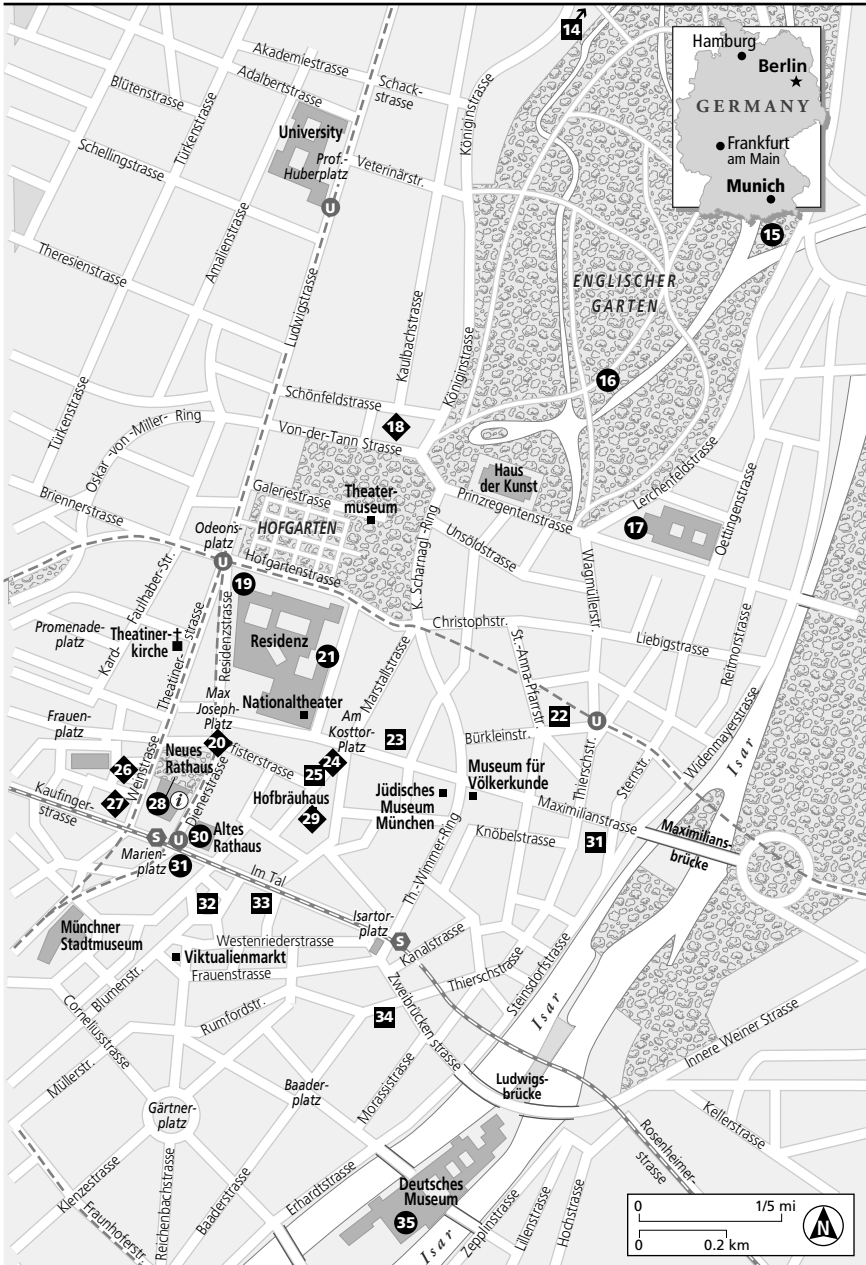 14
Hamburg
Berlin
GERMANY
Frankfurt
am Main
Munich
15
Akademiestrasse
Adalbertstrasse
Schack-
strasse
Blütenstrasse
Türkenstrasse
University
Prof.-
Huberplatz
Veterinärstr.
Königinstrasse
Schellingstrasse
U
Amalienstrasse
Theresienstrasse
Ludwigstrasse
ENGLISCHER
GARTEN
Kaulbachstrasse
Königinstrasse
16
Türkenstrasse
Schönfeldstrasse
18
Von-der-Tann Strasse
Oskar -von -Miller- Ring
Haus
der Kunst
Lerchenfeldstrasse
Galeriestrasse
Theater-
museum
Prinzregentenstrasse
17
Oettingenstrasse
Briennerstrasse
Odeons-
platz
HOFGARTEN
K. Scharnagl -Ring
Unsöldstrasse
U
Hofgartenstrasse
Wagmüllerstr.
19
Kard.- Faulhaber-Str.
Promenade-
platz
Theatiner-
kirche
Theatiner-
strasse
Residenzstrasse
Residenz
21
Christophstr.
Liebigstrasse
St.-Anna-Pfarrstr.
Reitmorstrasse
Marstallstrasse
Max
Joseph-
Platz
Nationaltheater
22
U
Frauen-
platz
Am
Kosttor-
Platz
23
Bürkleinstr.
Widenmayerstrasse
Isar
20
Neues
Rathaus
Pfisterstrasse
24
25
26
Weinstrasse
Thierschstr.
Sternstr.
Museum für
Völkerkunde
Jüdisches
Museum
München
Kaufinger-
strasse
27
28
i
Dienerstrasse
Hofbräuhaus
29
Maximilianstrasse
Maximilians-
brücke
Knöbelstrasse
31
S
U
30
Altes
Rathaus
Marien-
platz
31
Im Tal
Th.-Wimmer-Ring
32
33
Isartor-
platz
S
Münchner
Stadtmuseum
Westenriederstrasse
Kanalstrasse
Viktualienmarkt
Frauenstrasse
Blumenstr.
Thierschstrasse
Steinsdorfstrasse
Isar
Corneliusstrasse
Rumfordstr.
34
Zweibrücken strasse
Innere Weiner Strasse
Müllerstr.
Baader-
platz
Morassistrasse
Ludwigs-
brücke
Gärtner-
platz
Kellerstrasse
Rosenheimer-
strasse
Klenzestrasse
Reichenbachstrasse
Baaderstrasse
Erhardtstrasse
Deutsches
Museum
35
Fraunhoferstr.
Isar
Zepplinstrasse
Lilienstrasse
Hochstrasse
0
1/5 mi
0
0.2 km
N